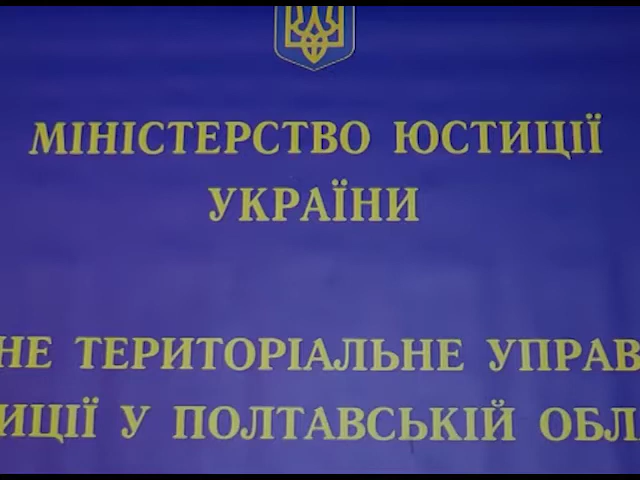 МІНІСТЕРСТВО ЮСТИЦІЇ
УКРАЇНИ
НЕ ТЕРИТОРІАЛЬНЕ УПРАВ
ИЦІЇ У ПОЛТАВСЬКІЙ ОБЛ